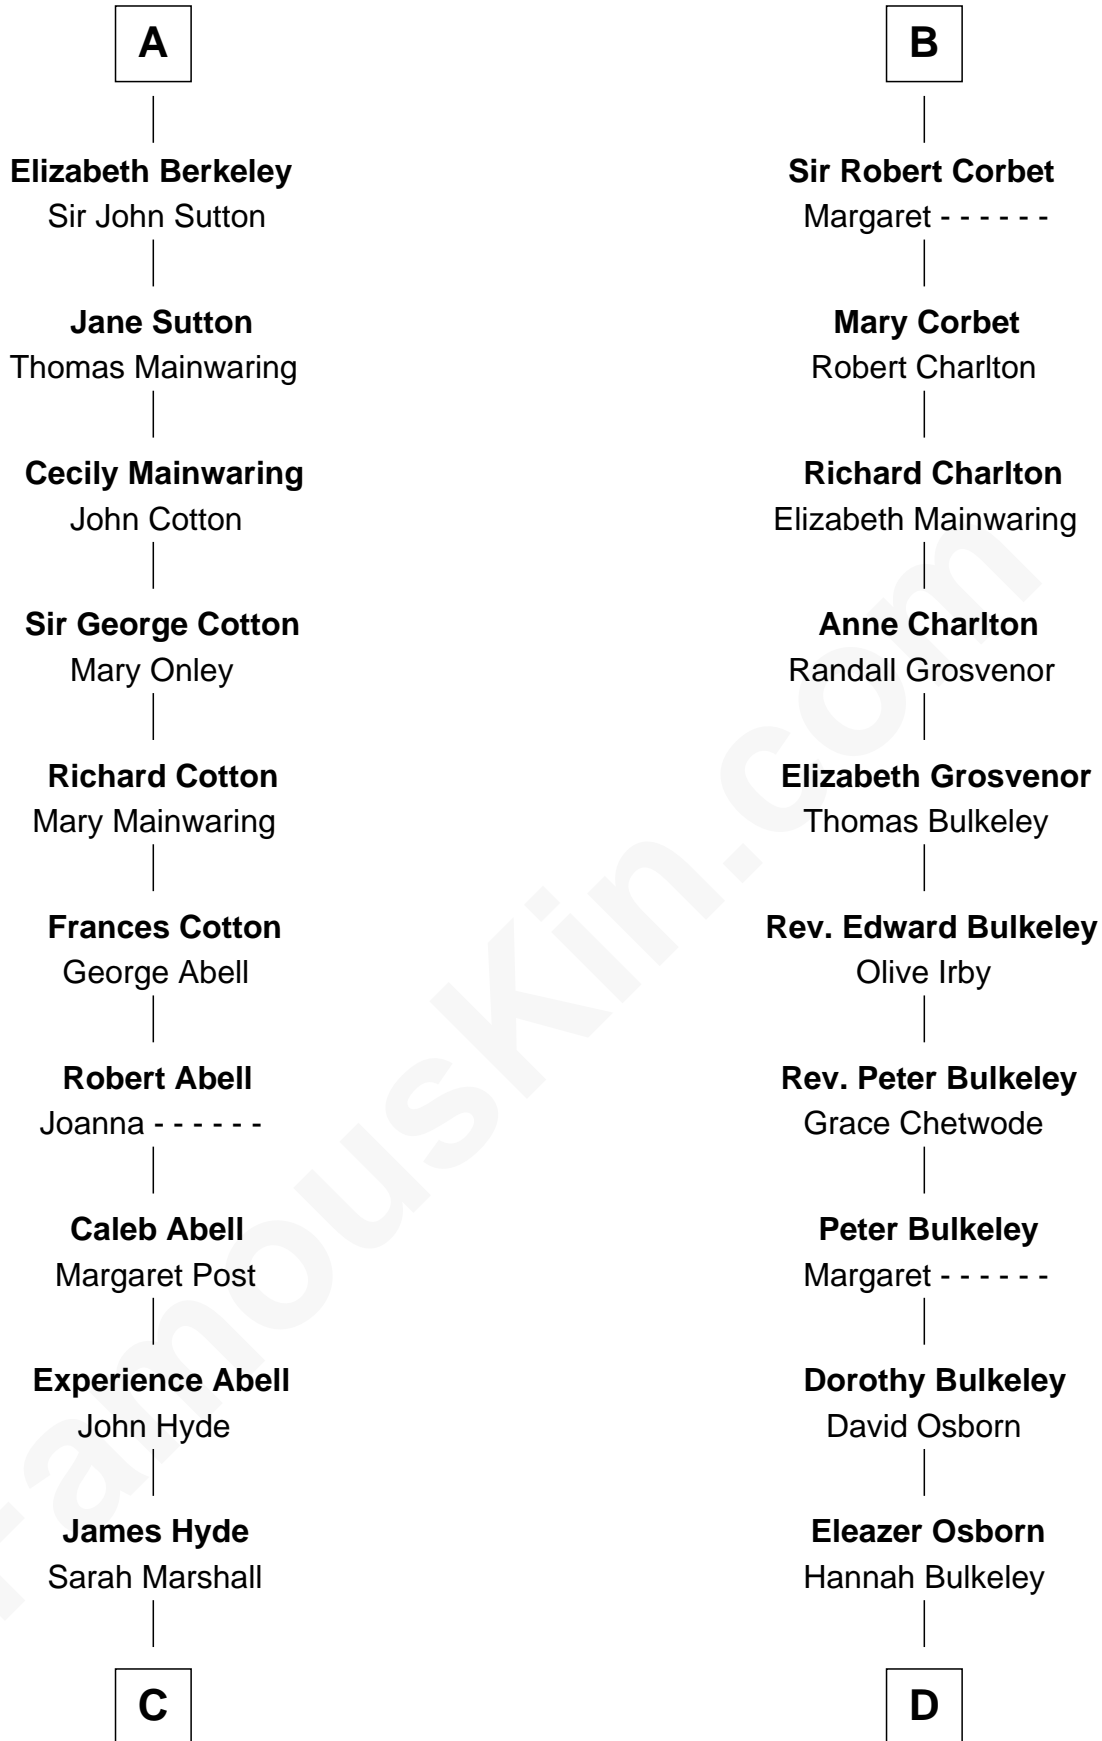 A
Elizabeth Berkeley
Sir John Sutton
Jane Sutton
Thomas Mainwaring
Cecily Mainwaring
John Cotton
Sir George Cotton
Mary Onley
Richard Cotton
Mary Mainwaring
Frances Cotton
George Abell
Robert Abell
Joanna - - - - - -
Caleb Abell
Margaret Post
Experience Abell
John Hyde
James Hyde
Sarah Marshall
C
B
Sir Robert Corbet
Margaret - - - - - -
Mary Corbet
Robert Charlton
Richard Charlton
Elizabeth Mainwaring
Anne Charlton
Randall Grosvenor
Elizabeth Grosvenor
Thomas Bulkeley
Rev. Edward Bulkeley
Olive Irby
Rev. Peter Bulkeley
Grace Chetwode
Peter Bulkeley
Margaret - - - - - -
Dorothy Bulkeley
David Osborn
Eleazer Osborn
Hannah Bulkeley
D
FamousKin.com